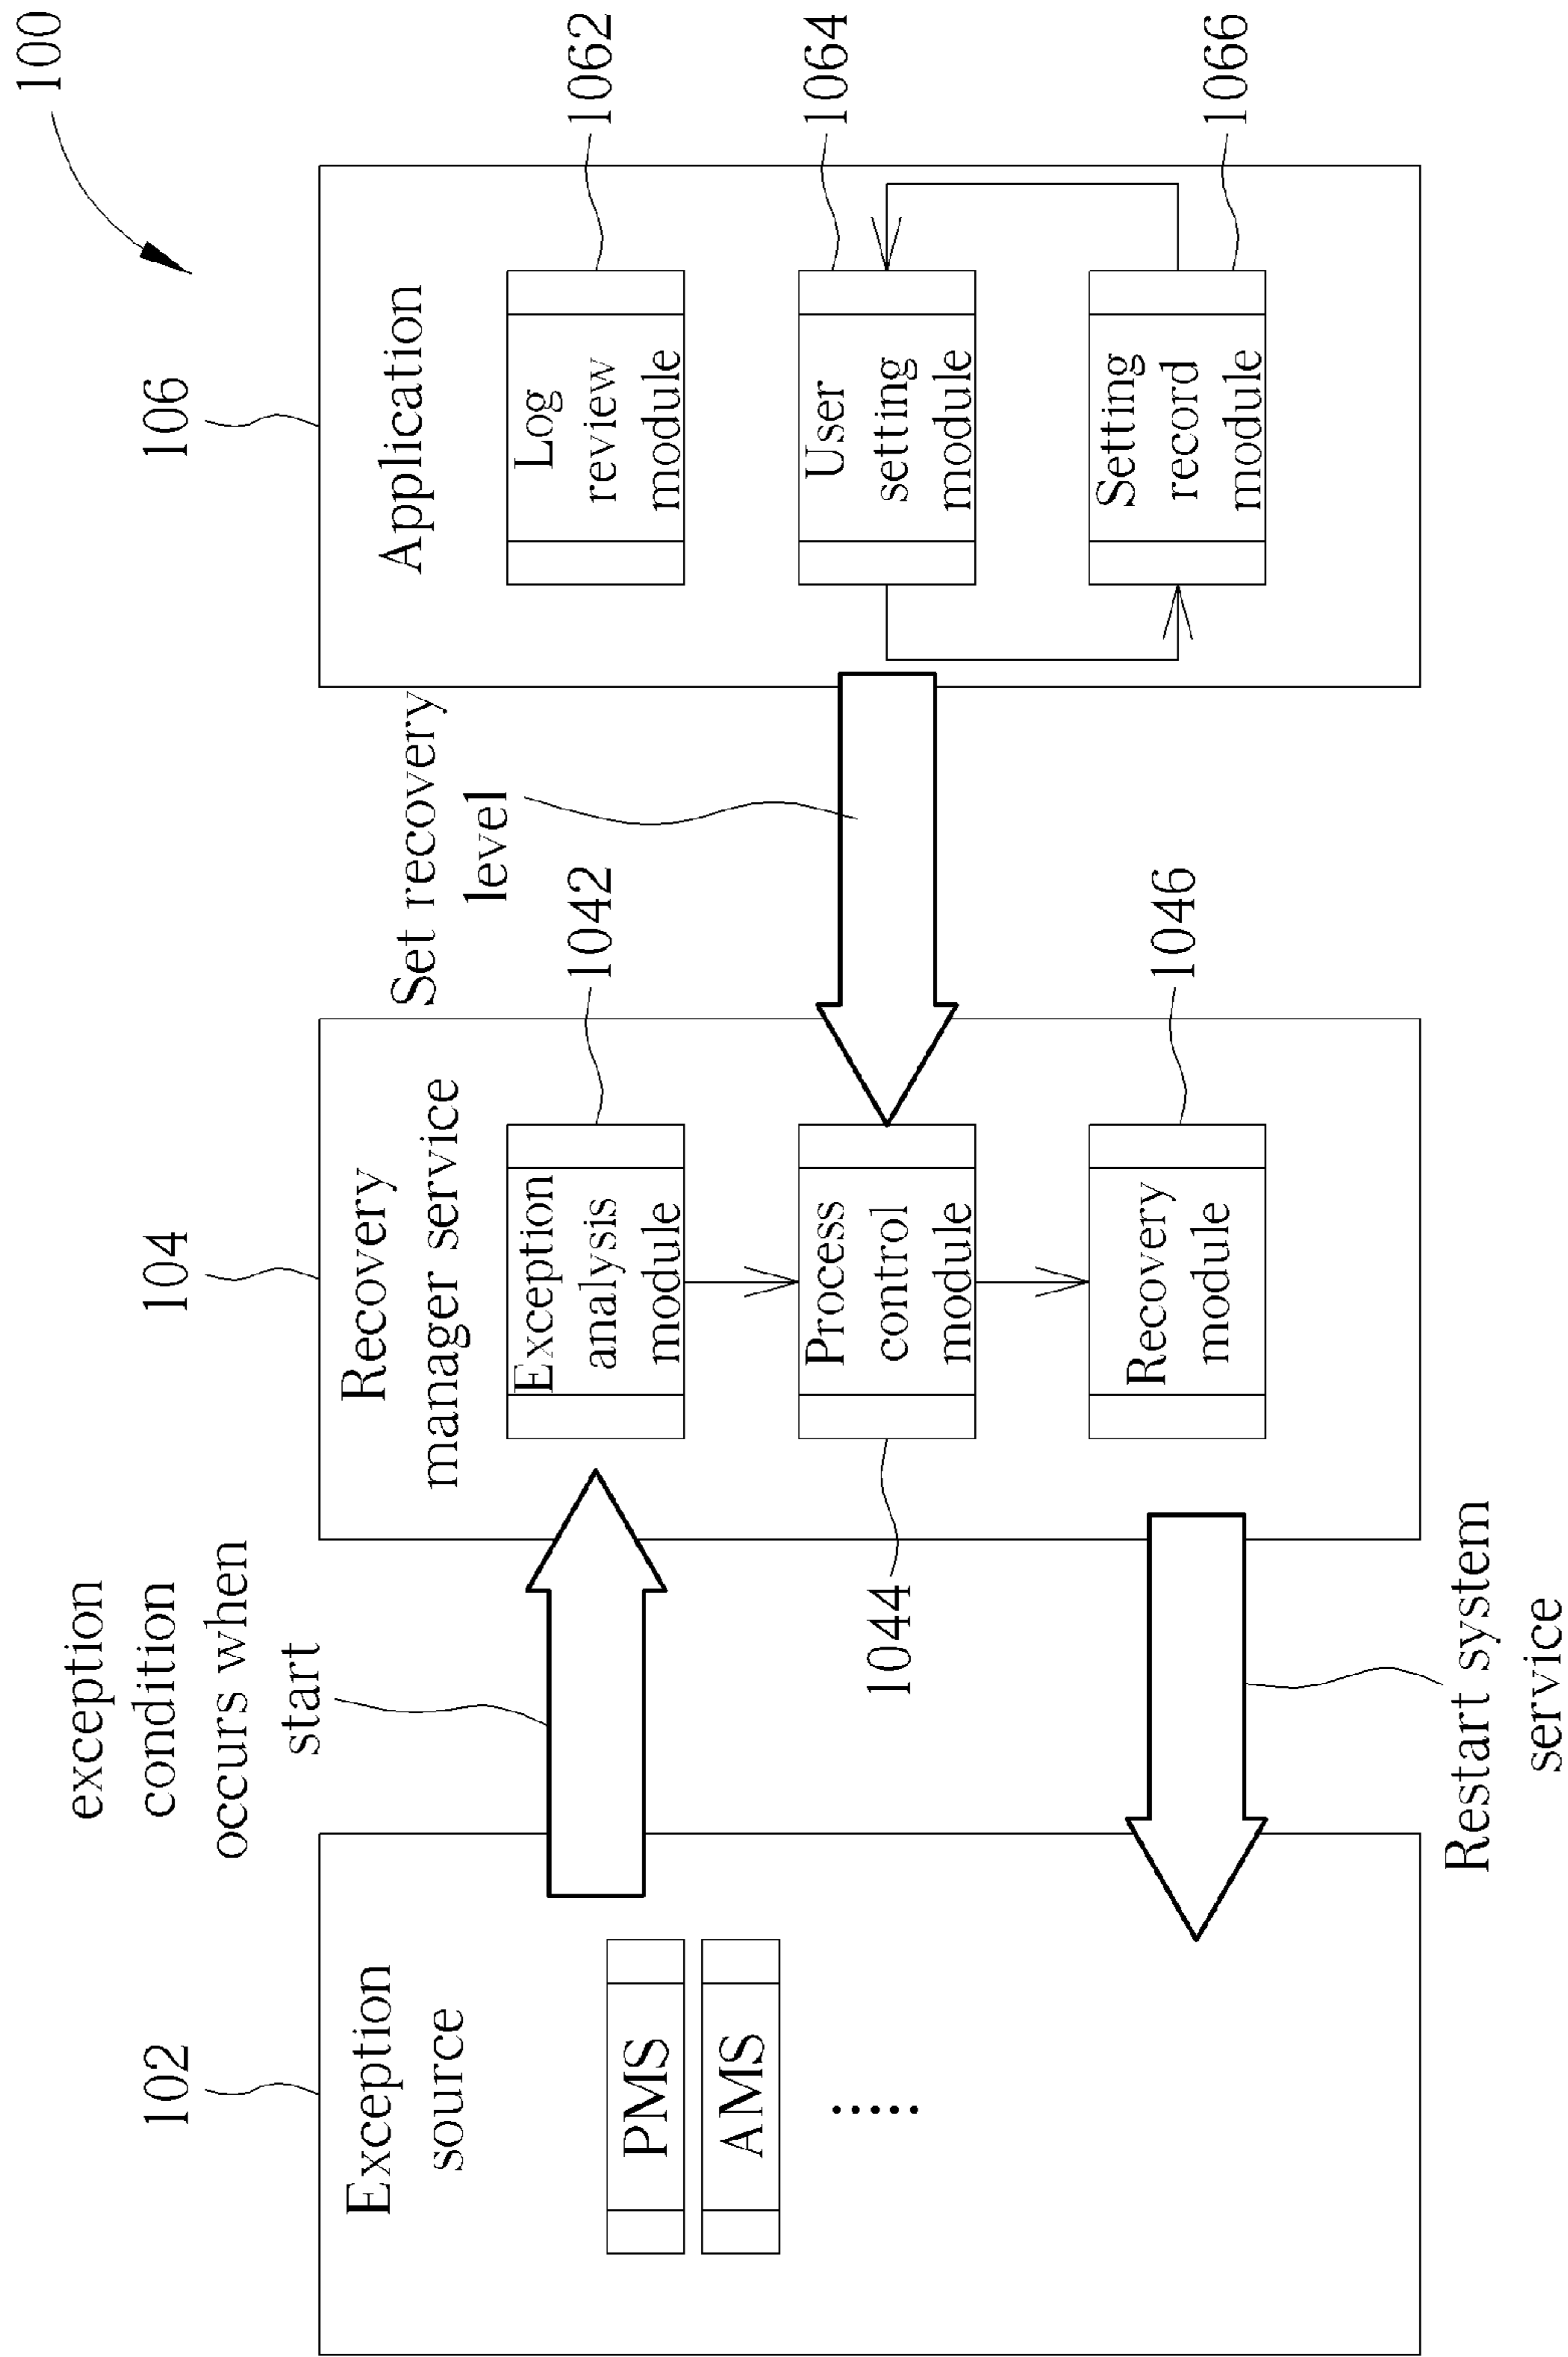 100
102
104
106
Exception
source
PMS
AMS
exception
condition
occurs when
start
Restart system
service
Recovery
manager service
Exception
analysis
module
1042
Process
control
module
1044
Recovery
module
1046
Set recovery
level
Application
Log
review
module
1062
User
setting
module
1064
Setting
record
module
1066